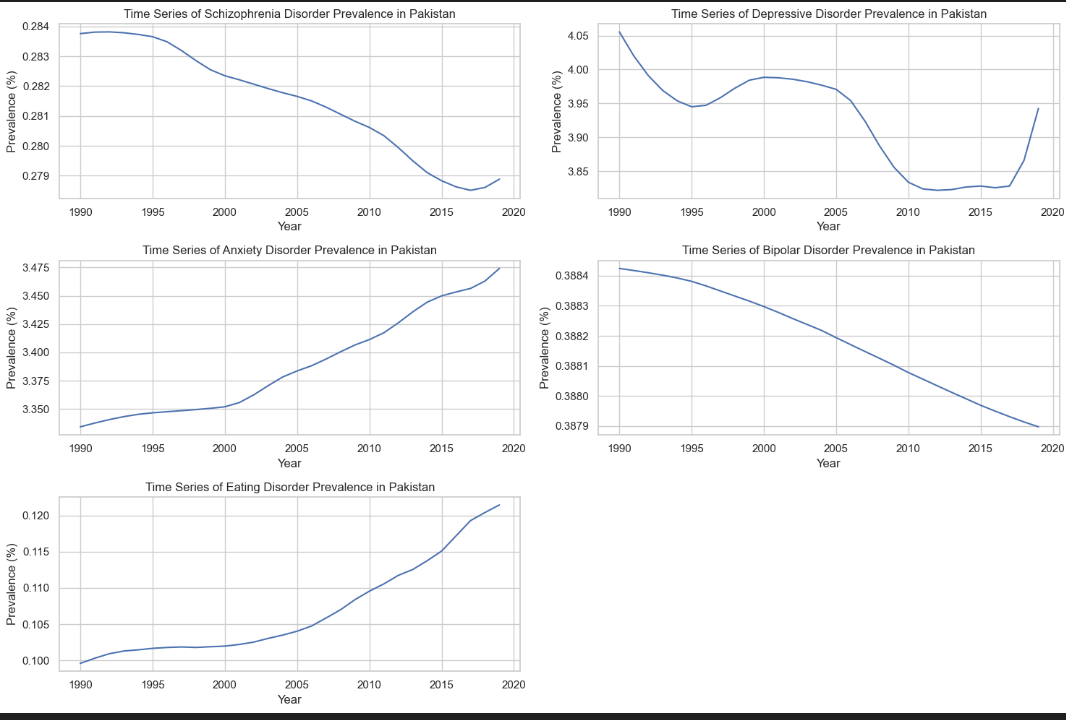 Time Series of Schizophrenia Disorder Prevalence in Pakistan
Prevalence (%)
0.284
0.283
0.282
0.281
0.280
0.279
1990 1995 2000 2005 2010 2015 2020
Year
Time Series of Depressive Disorder Prevalence in Pakistan
Prevalence (%)
4.05
4.00
3.95
3.90
3.85
1990 1995 2000 2005 2010 2015 2020
Year
Time Series of Anxiety Disorder Prevalence in Pakistan
Prevalence (%)
3.475
3.450
3.425
3.400
3.375
3.350
1990 1995 2000 2005 2010 2015 2020
Year
Time Series of Bipolar Disorder Prevalence in Pakistan
Prevalence (%)
0.3884
0.3883
0.3882
0.3881
0.3880
0.3879
1990 1995 2000 2005 2010 2015 2020
Year
Time Series of Eating Disorder Prevalence in Pakistan
Prevalence (%)
0.120
0.115
0.110
0.105
0.100
1990 1995 2000 2005 2010 2015 2020
Year